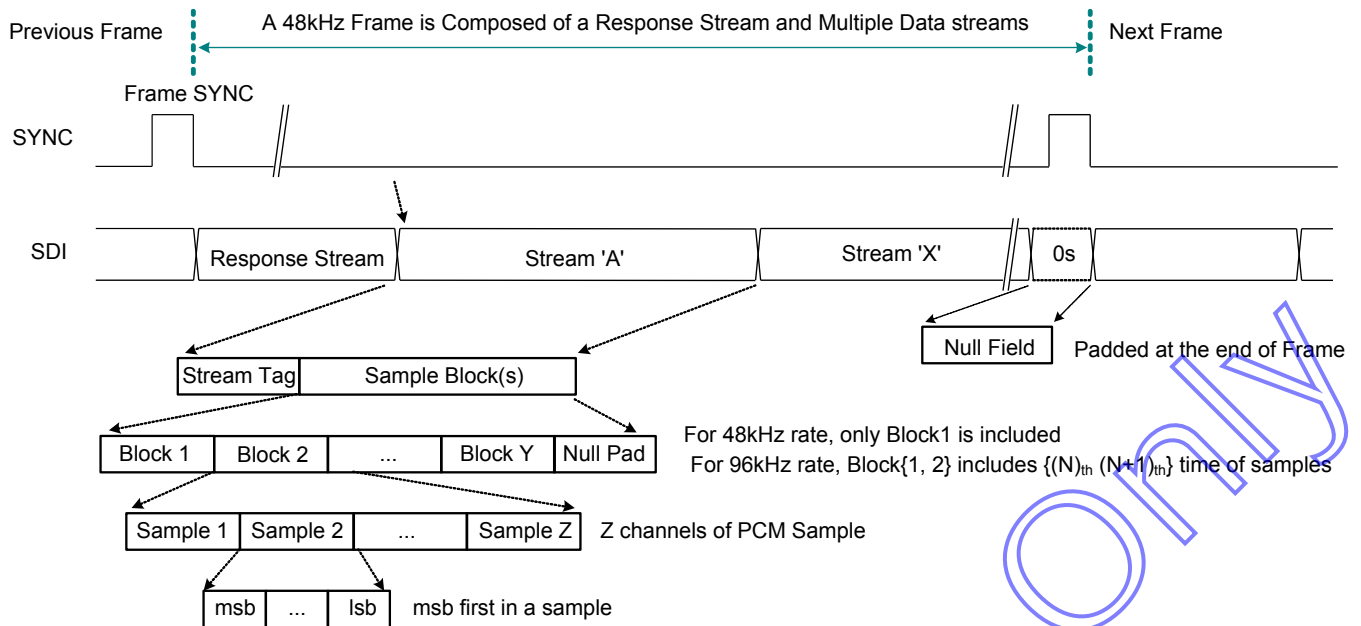 A 48kHz Frame is Composed of a Response Stream and Multiple Data streams
Previous Frame
Next Frame
Frame SYNC
SYNC
SDI
Response Stream
Stream 'A'
Stream 'X'
0s
Null Field
Padded at the end of Frame
Stream Tag
Sample Block(s)
Block 1
Block 2
...
Block Y
Null Pad
For 48kHz rate, only Block1 is included
For 96kHz rate, Block{1, 2} includes {(N)th (N+1)th} time of samples
Sample 1
Sample 2
...
Sample Z
Z channels of PCM Sample
msb
...
lsb
msb first in a sample
only